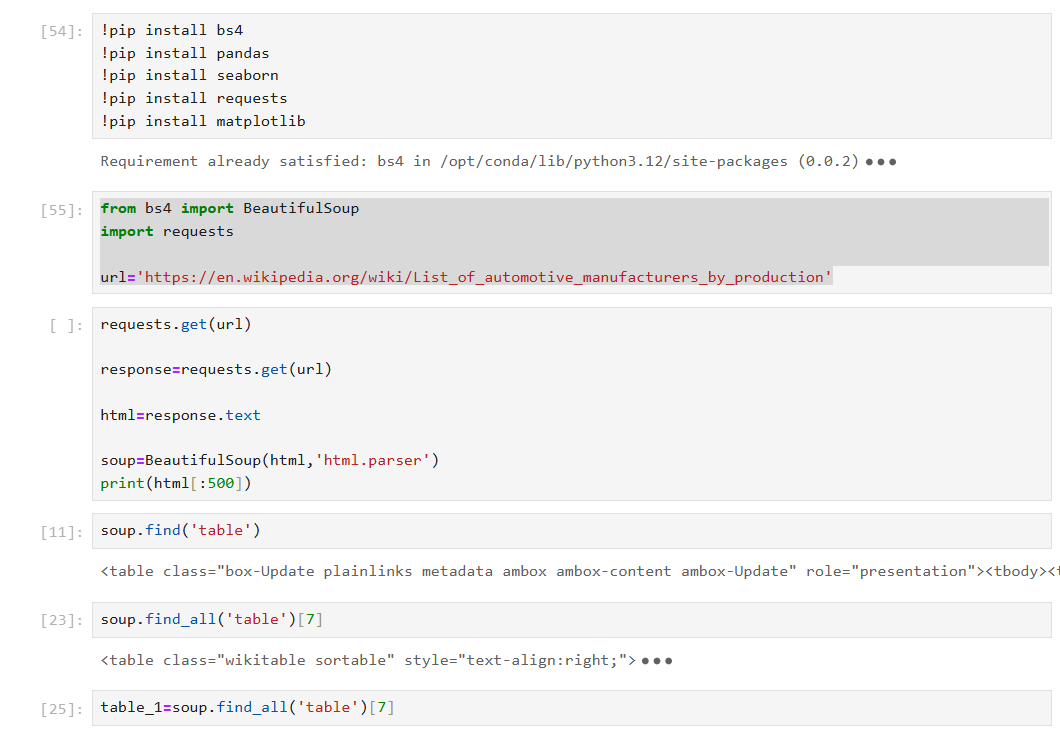 [54]: !pip install bs4
!pip install pandas
!pip install seaborn
!pip install requests
!pip install matplotlib
Requirement already satisfied: bs4 in /opt/conda/lib/python3.12/site-packages (0.0.2) •••
[55]: from bs4 import BeautifulSoup
import requests
url='https://en.wikipedia.org/wiki/List_of_automotive_manufacturers_by_production'
[ ]: requests.get(url)
response=requests.get(url)
html=response.text
soup=BeautifulSoup(html,'html.parser')
print(html[:500])
[11]: soup.find('table')
<table class="box-Update plainlinks metadata ambox ambox-content ambox-Update" role="presentation"><tbody><t
[23]: soup.find_all('table')[7]
<table class="wikitable sortable" style="text-align:right;"> •••
[25]: table_1=soup.find_all('table')[7]